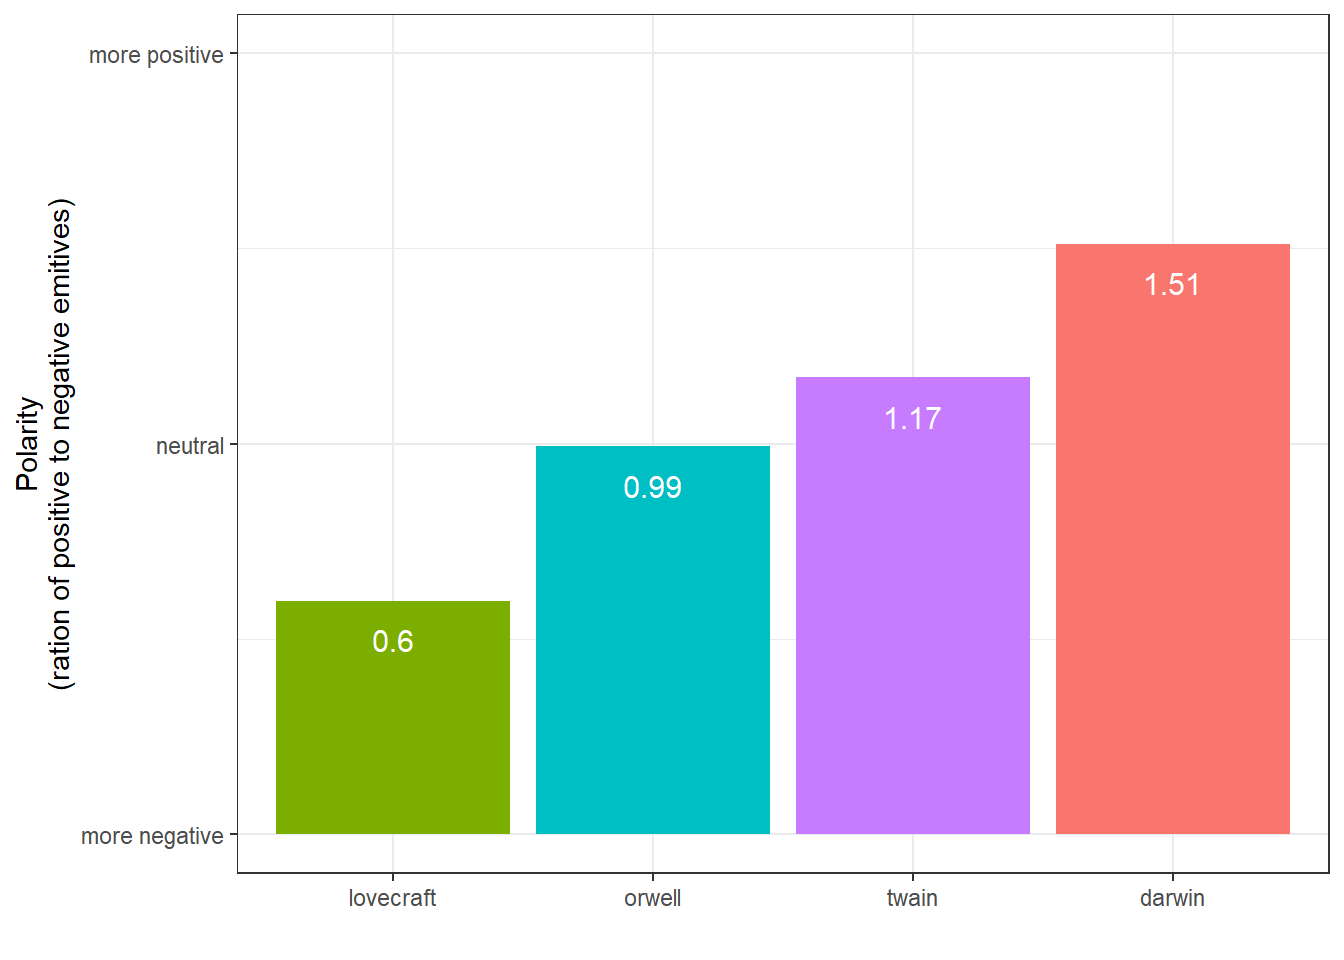 Polarity
(ration of positive to negative emitives)
more positive
neutral
more negative
0.6
0.99
1.17
1.51
lovecraft
orwell
twain
darwin